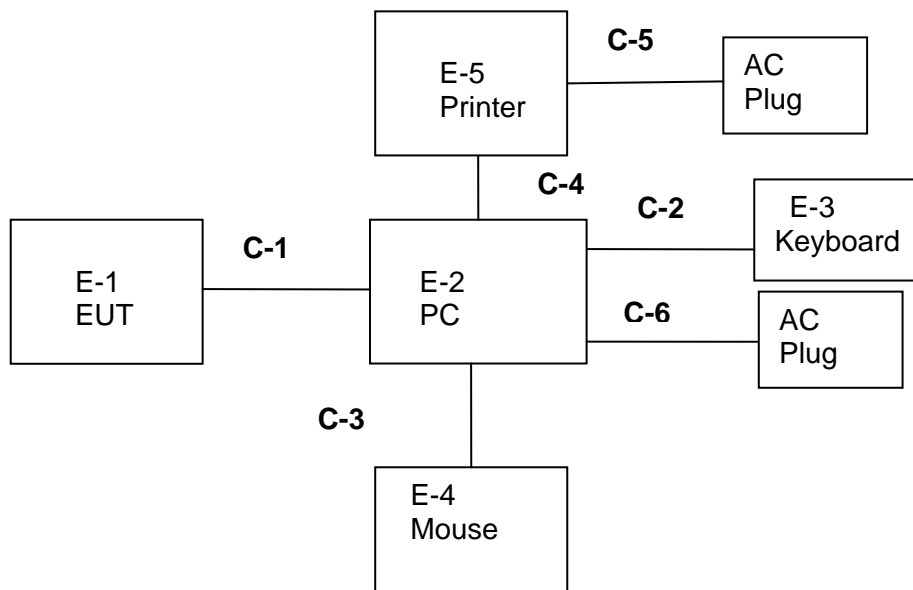 C-5
E-5
Printer
AC
Plug
C-4
C-2
E-3
Keyboard
C-1
E-1
EUT
E-2
PC
C-6
AC
Plug
C-3
E-4
Mouse